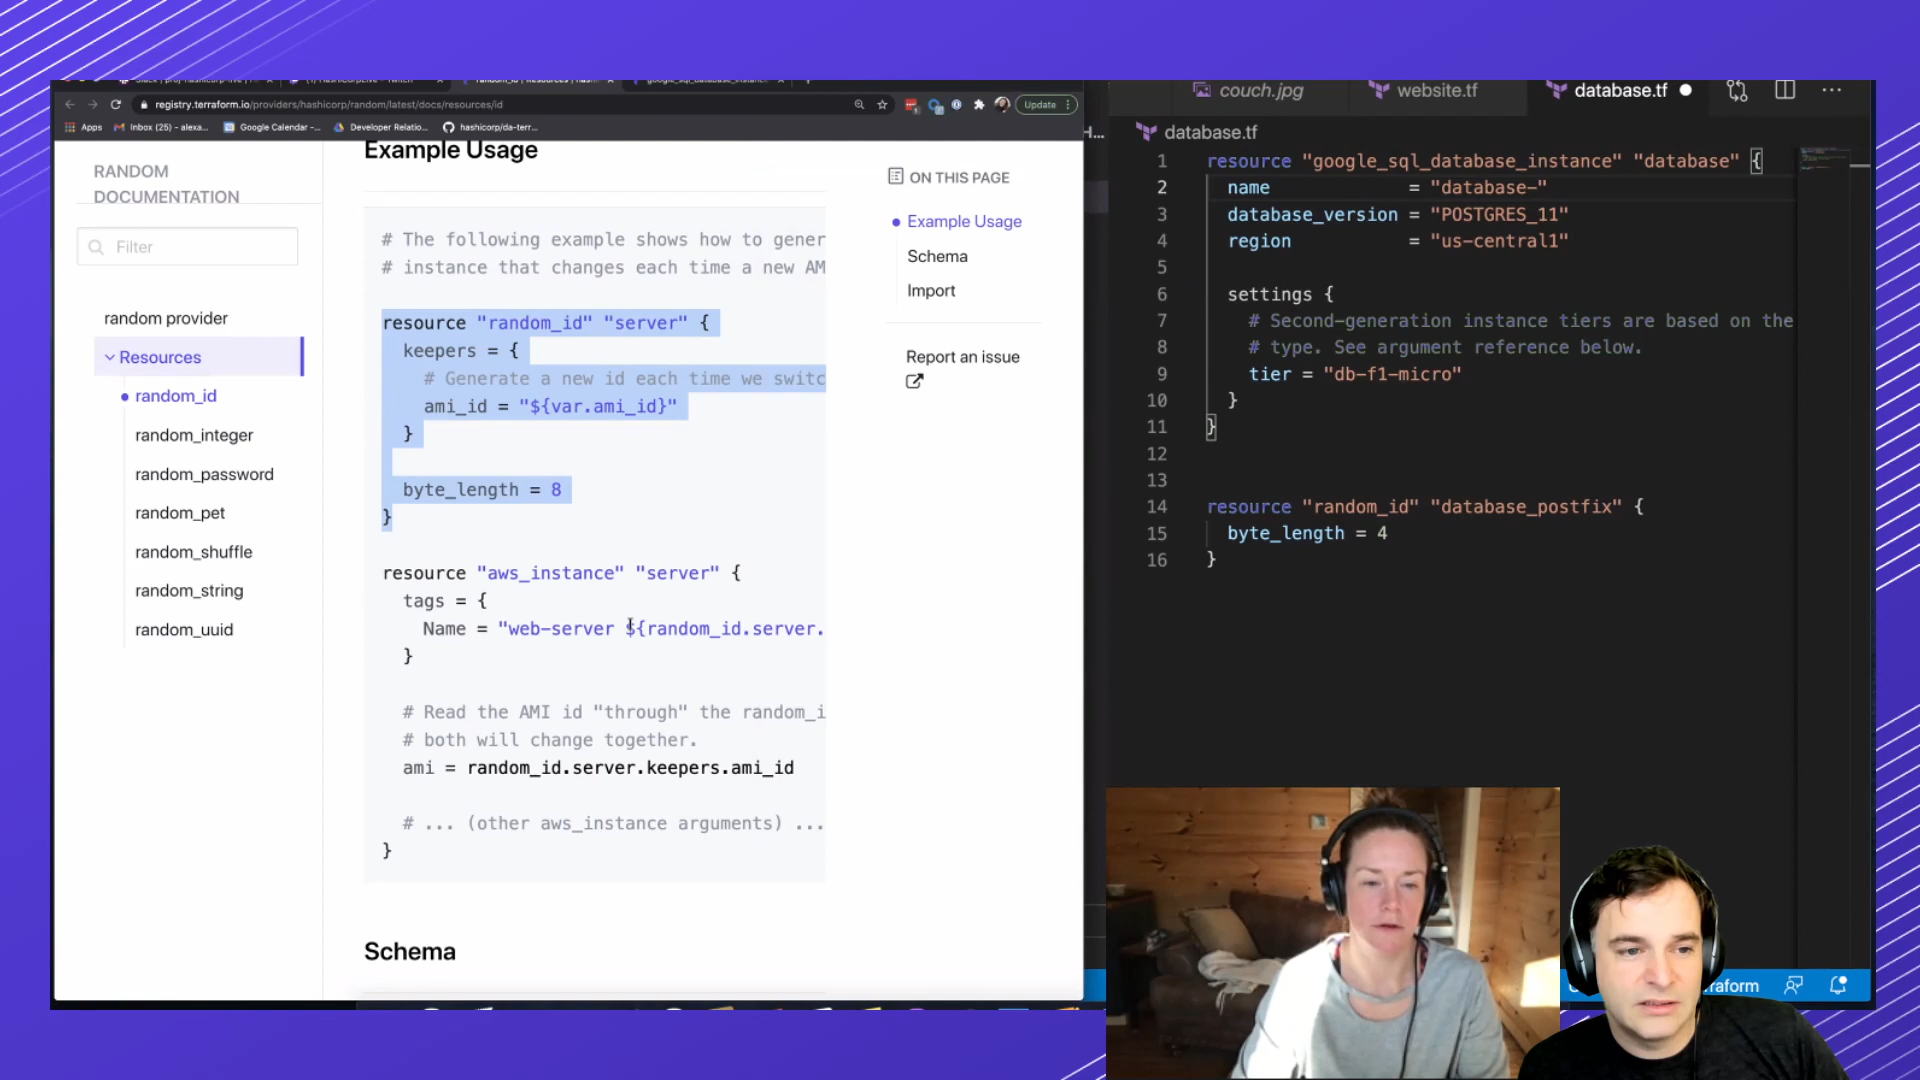 registry.terraform.io/providers/hashicorp/random/latest/docs/resources/id
Update
Apps
Inbox (25) - alexa...
Google Calendar -...
Developer Relatio...
hashicorp/da-terr...
RANDOM
DOCUMENTATION
Filter
random provider
Resources
random_id
random_integer
random_password
random_pet
random_shuffle
random_string
random_uuid
Example Usage
# The following example shows how to gener
# instance that changes each time a new AM
resource "random_id" "server" {
keepers = {
# Generate a new id each time we switc
ami_id = "${var.ami_id}"
}
byte_length = 8
}
resource "aws_instance" "server" {
tags = {
Name = "web-server ${random_id.server.
}
# Read the AMI id "through" the random_i
# both will change together.
ami = random_id.server.keepers.ami_id
# ... (other aws_instance arguments) ...
}
Schema
ON THIS PAGE
Example Usage
Schema
Import
Report an issue
H...
couch.jpg
website.tf
database.tf
database.tf
1 resource "google_sql_database_instance" "database" {
2 name = "database-"
3 database_version = "POSTGRES_11"
4 region = "us-central1"
5
6 settings {
7 # Second-generation instance tiers are based on the
8 # type. See argument reference below.
9 tier = "db-f1-micro"
10 }
11 }
12
13
14 resource "random_id" "database_postfix" {
15 byte_length = 4
16 }
raform